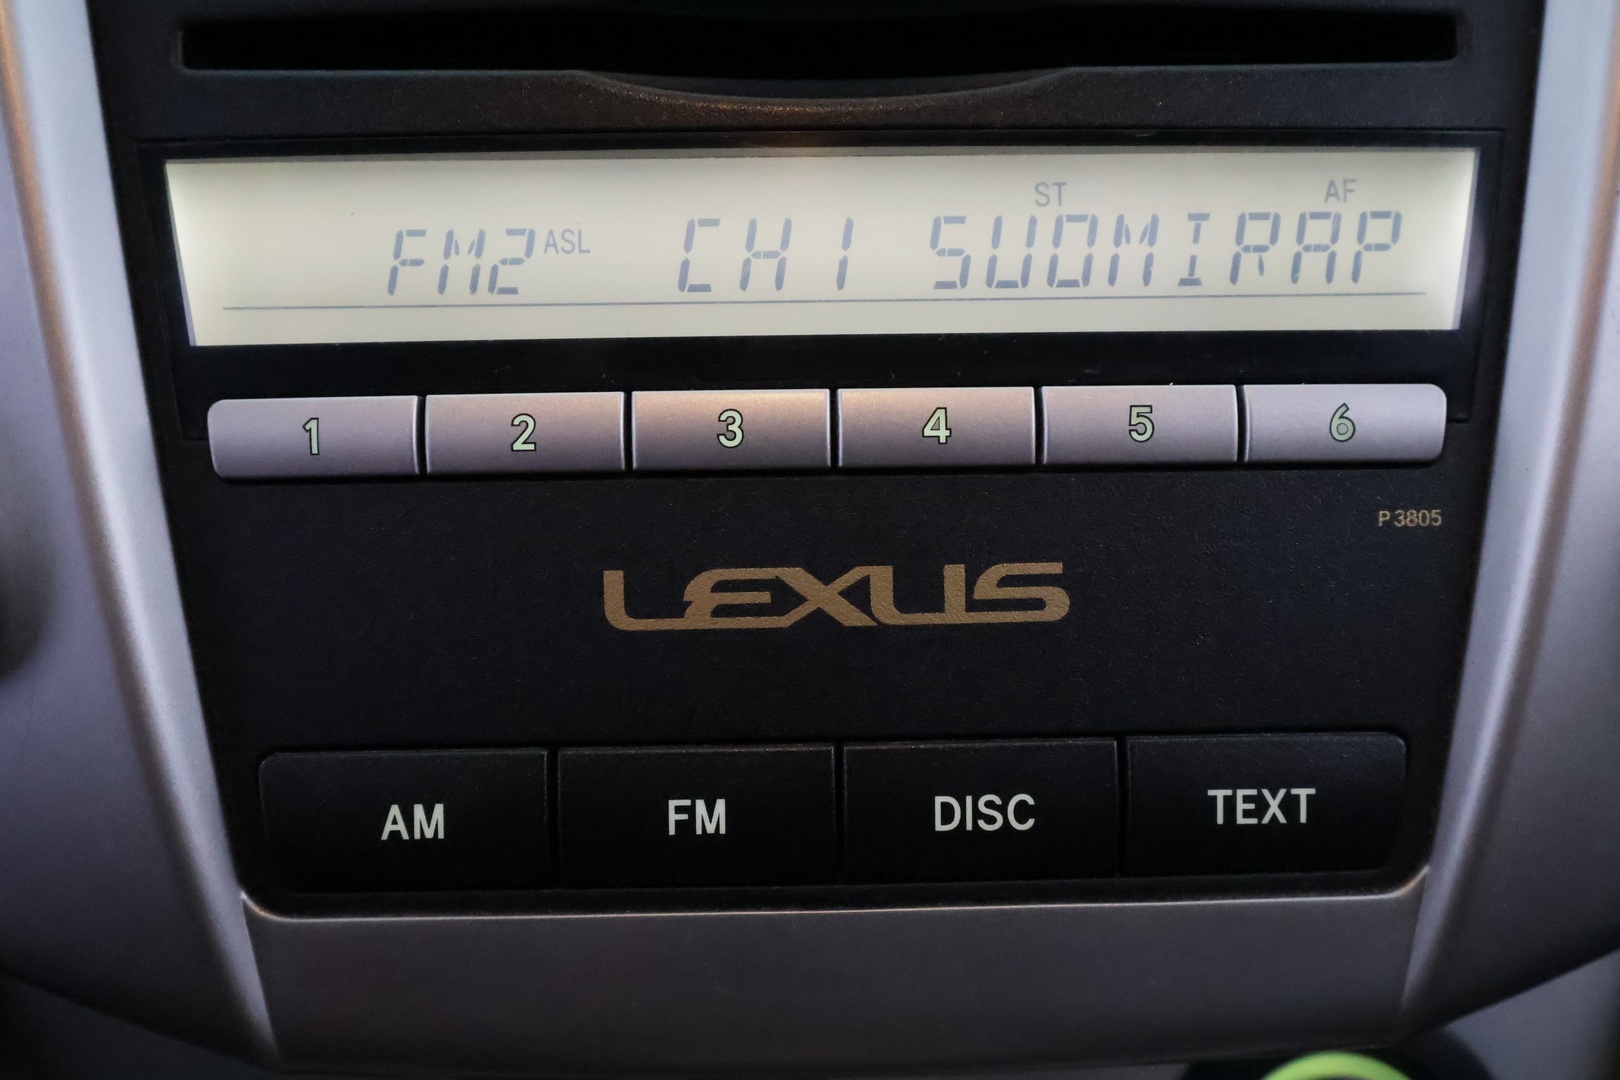 ST AF
FM2 ASL CH1 SUOMIRAP
1 2 3 4 5 6
P3805
LEXUS
AM FM DISC TEXT